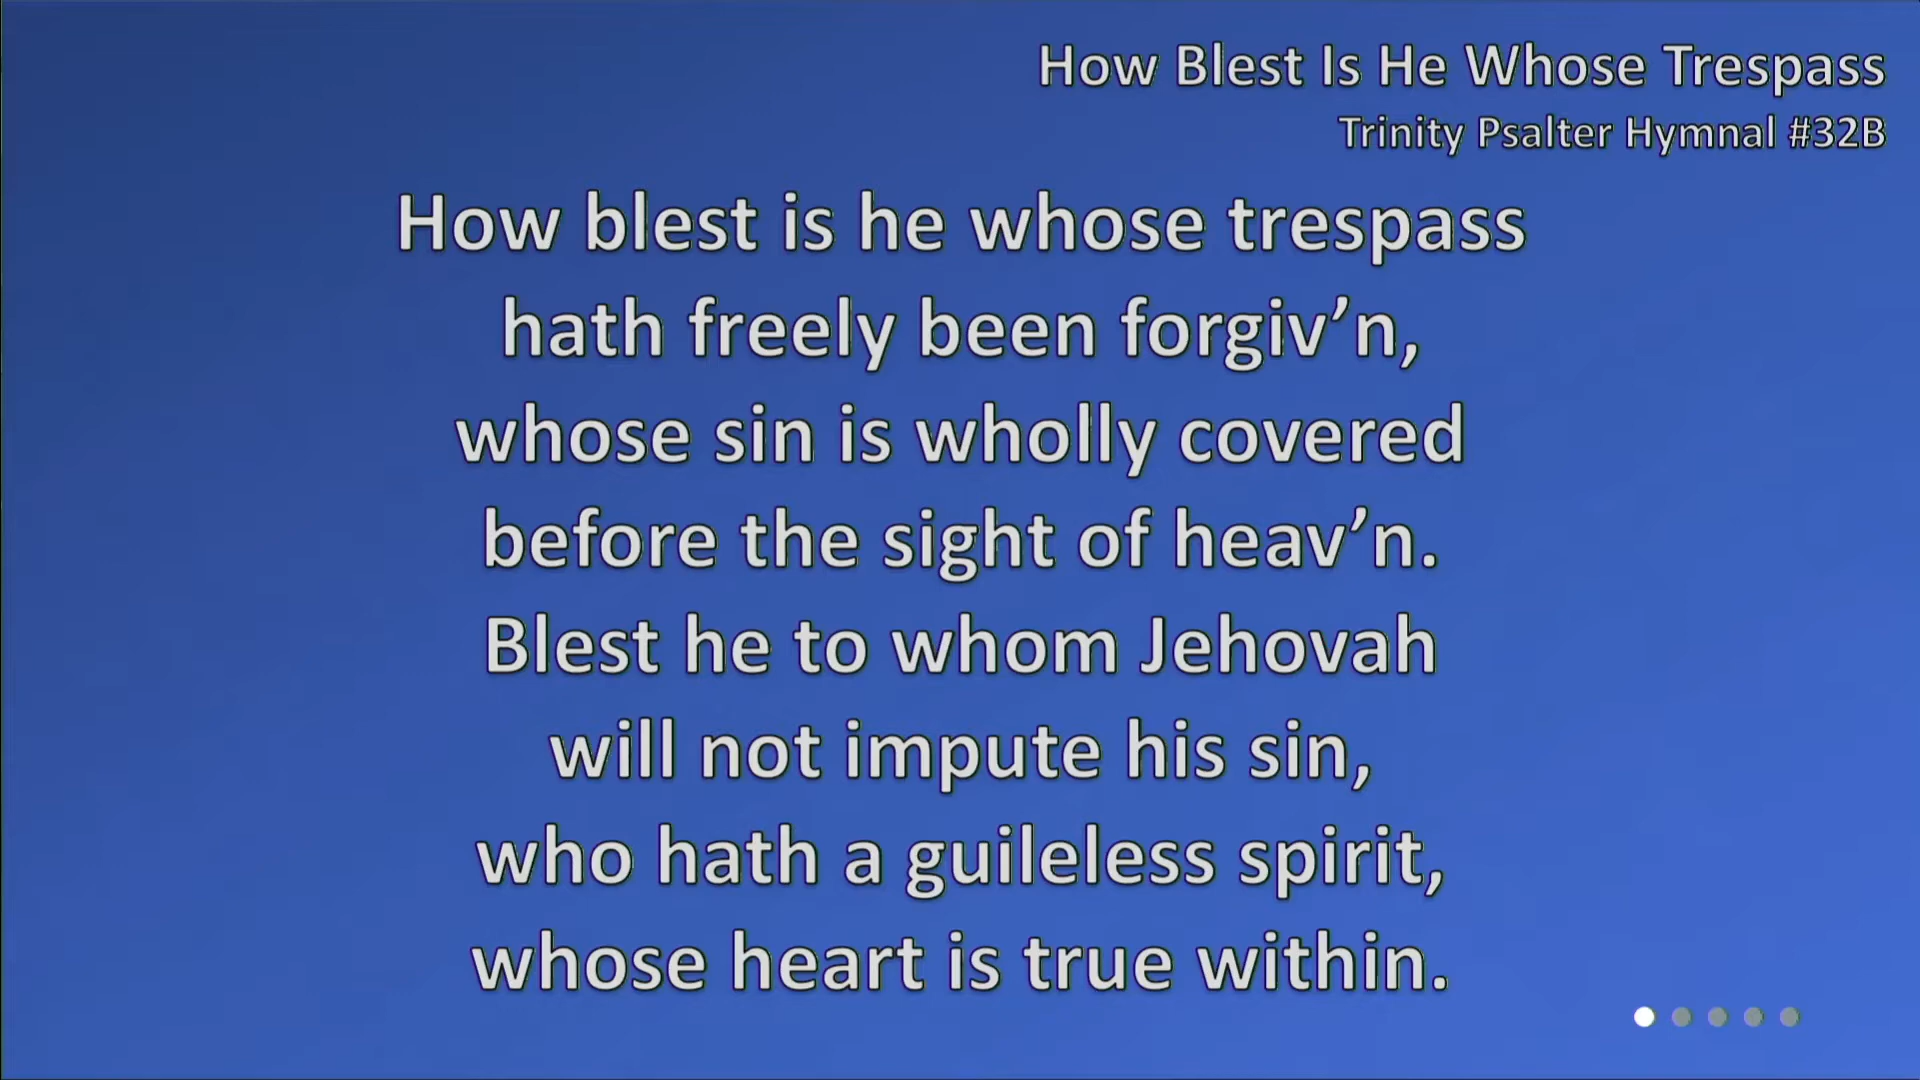 How Blest Is He Whose Trespass
Trinity Psalter Hymnal #32B
How blest is he whose trespass
hath freely been forgiv’n,
whose sin is wholly covered
before the sight of heav’n.
Blest he to whom Jehovah
will not impute his sin,
who hath a guileless spirit,
whose heart is true within.